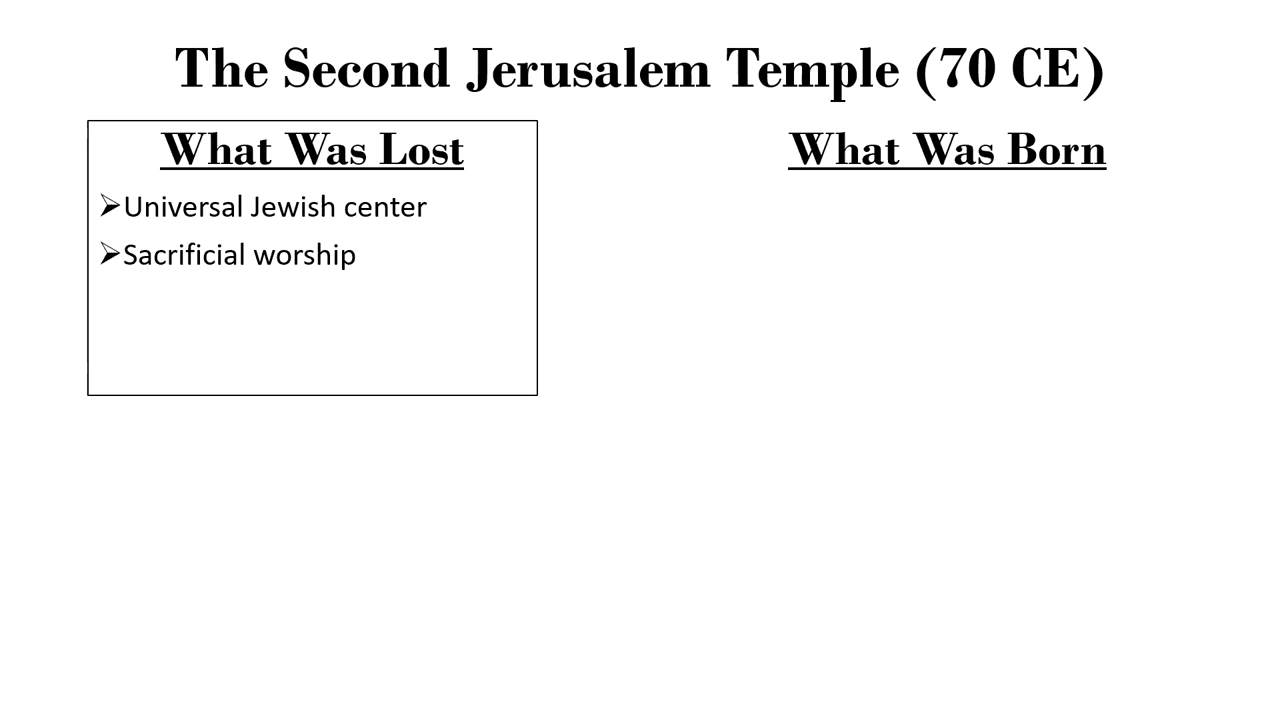 The Second Jerusalem Temple (70 CE)
What Was Lost
➢Universal Jewish center
➢Sacrificial worship
What Was Born